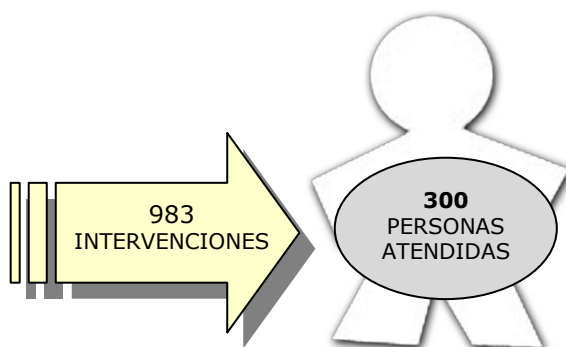 983
INTERVENCIONES
300
PERSONAS
ATENDIDAS